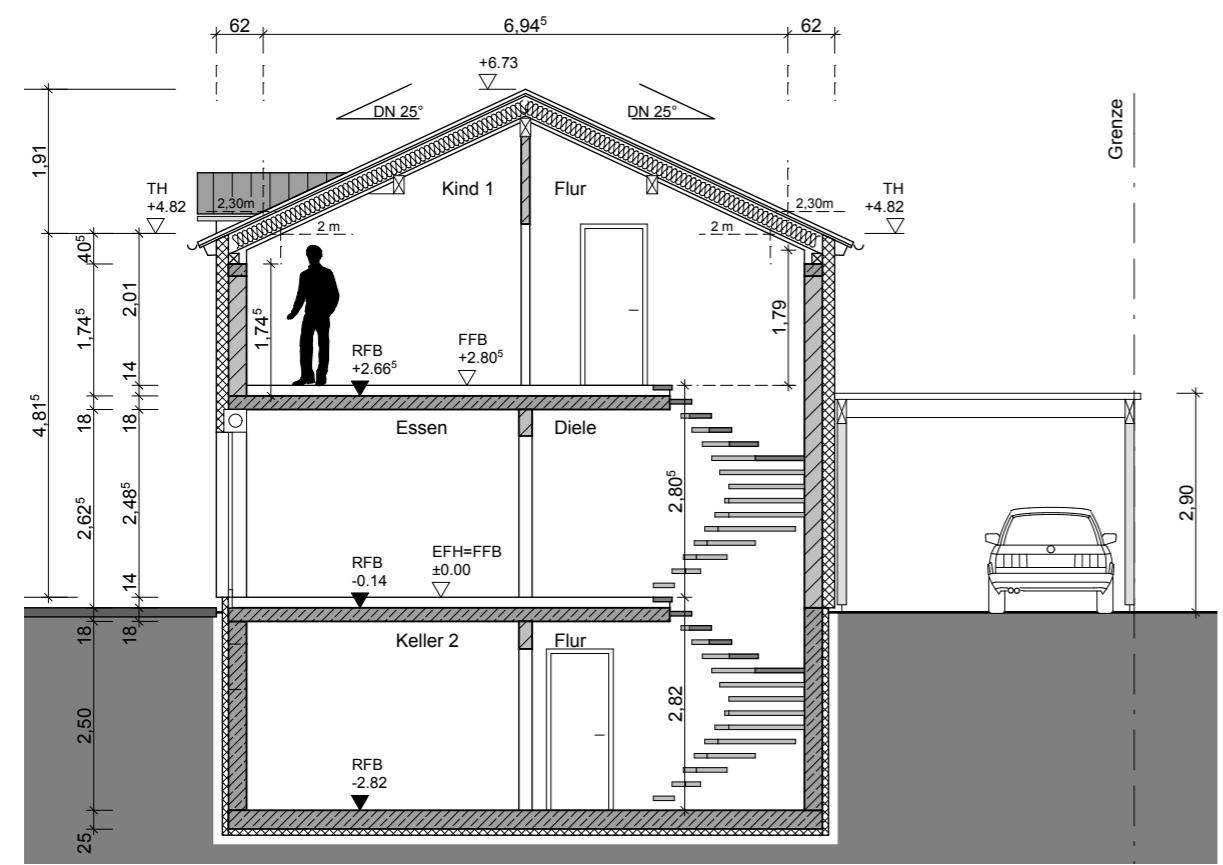 62
6,94⁵
62
+6.73
DN 25°
DN 25°
Grenze
1,91
TH
+4.82
2,30m
Kind 1
Flur
2,30m
TH
+4.82
2 m
2 m
40⁵
2,01
1,74⁵
1,74⁵
1,79
RFB
+2.66⁵
FFB
+2.80⁵
14
4,81⁵
18
18
Essen
Diele
2,62⁵
2,48⁵
2,80⁵
2,90
RFB
-0.14
EFH=FFB
±0.00
14
18
18
Keller 2
Flur
2,50
2,82
RFB
-2.82
25